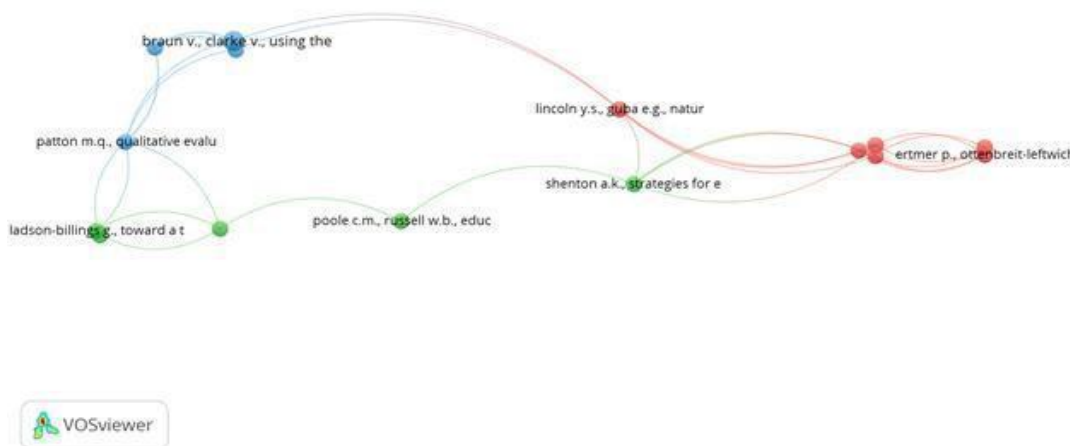 braun v., clarke v., using the
lincoln y.s., guba e.g., natur
patton m.q., qualitative evalu
ertmer p., ottenbreit-leftwich
shenton a.k., strategies for e
poole c.m., russell w.b., educ
ladson-billings g., toward a t
VOSviewer